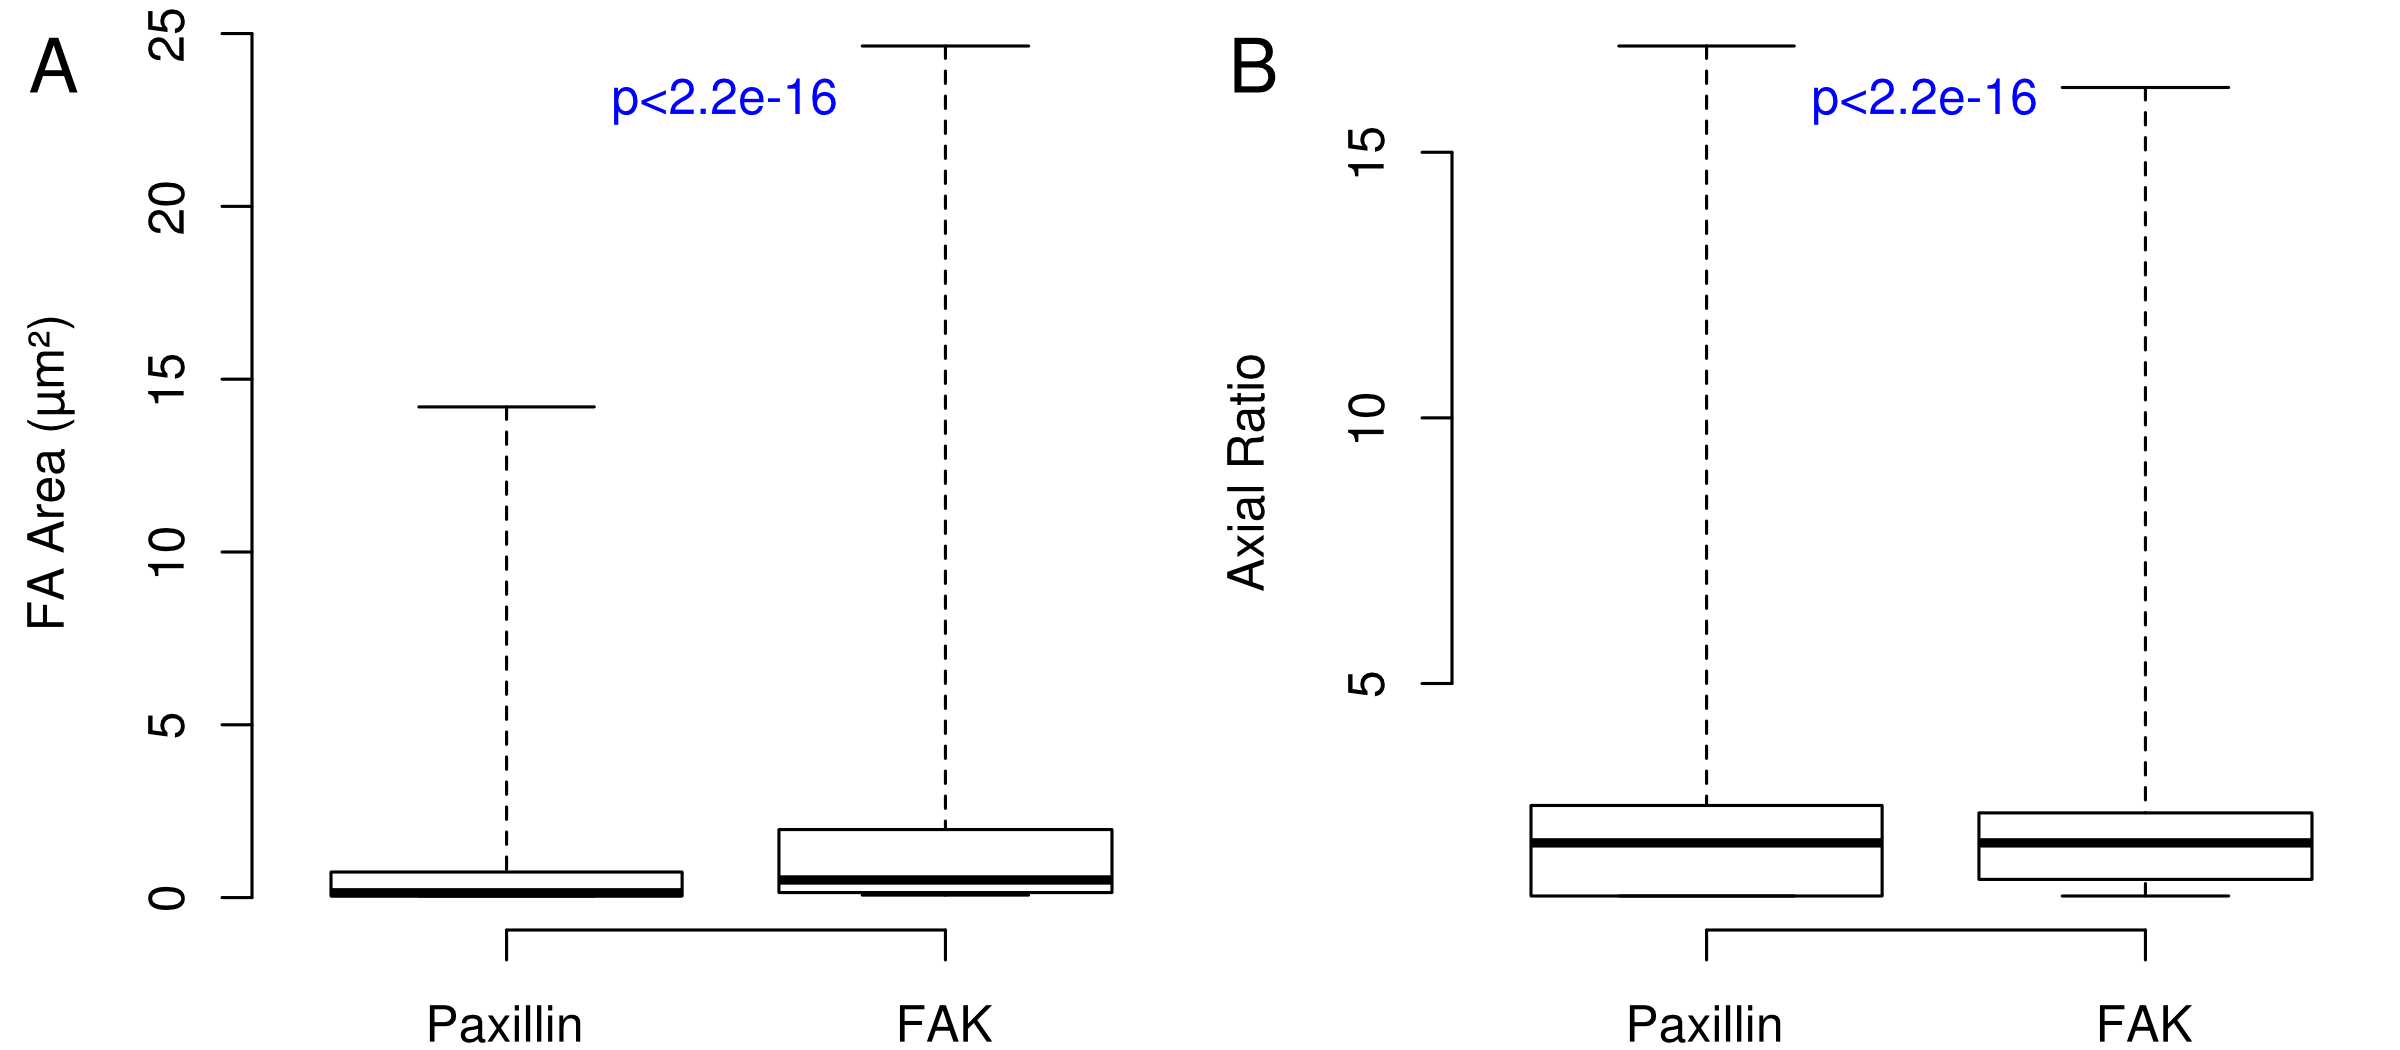 A
p<2.2e-16
FA Area (µm²)
25
20
15
10
5
0
Paxillin
FAK
B
p<2.2e-16
Axial Ratio
15
10
5
Paxillin
FAK